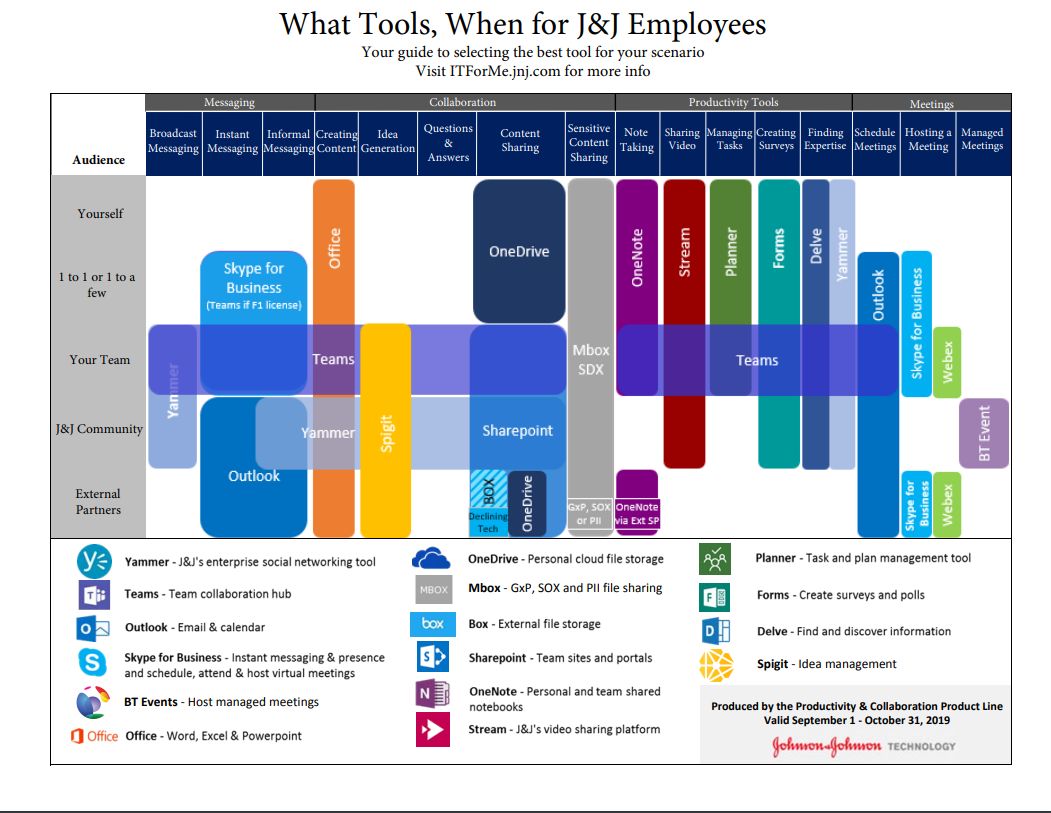 What Tools, When for J&J Employees
Your guide to selecting the best tool for your scenario
Visit ITForMe.jnj.com for more info
Messaging
Collaboration
Productivity Tools
Meetings
Audience
Broadcast
Messaging
Instant
Messaging
Informal
Messaging
Creating
Content
Idea
Generation
Questions
&
Answers
Content
Sharing
Sensitive
Content
Sharing
Note
Taking
Sharing
Video
Managing
Tasks
Creating
Surveys
Finding
Expertise
Schedule
Meetings
Hosting a
Meeting
Managed
Meetings
Yourself
1 to 1 or 1 to a
few
Your Team
J&J Community
External
Partners
Yammer
Skype for
Business
(Teams if F1 license)
Outlook
Office
Teams
Yammer
Spigit
OneDrive
Sharepoint
BOX
Declining
Tech
OneDrive
Mbox
SDX
GxP, SOX
or PII
OneNote
OneNote
via Ext SP
Stream
Planner
Forms
Delve
Yammer
Teams
Outlook
Skype for Business
Webex
BT Event
Skype for
Business
Webex
Yammer - J&J's enterprise social networking tool
Teams - Team collaboration hub
Outlook - Email & calendar
Skype for Business - Instant messaging & presence
and schedule, attend & host virtual meetings
BT Events - Host managed meetings
Office
Office - Word, Excel & Powerpoint
OneDrive - Personal cloud file storage
MBOX
Mbox - GxP, SOX and PII file sharing
box
Box - External file storage
Sharepoint - Team sites and portals
OneNote - Personal and team shared
notebooks
Stream - J&J's video sharing platform
Planner - Task and plan management tool
Forms - Create surveys and polls
Delve - Find and discover information
Spigit - Idea management
Produced by the Productivity & Collaboration Product Line
Valid September 1 - October 31, 2019
Johnson & Johnson TECHNOLOGY